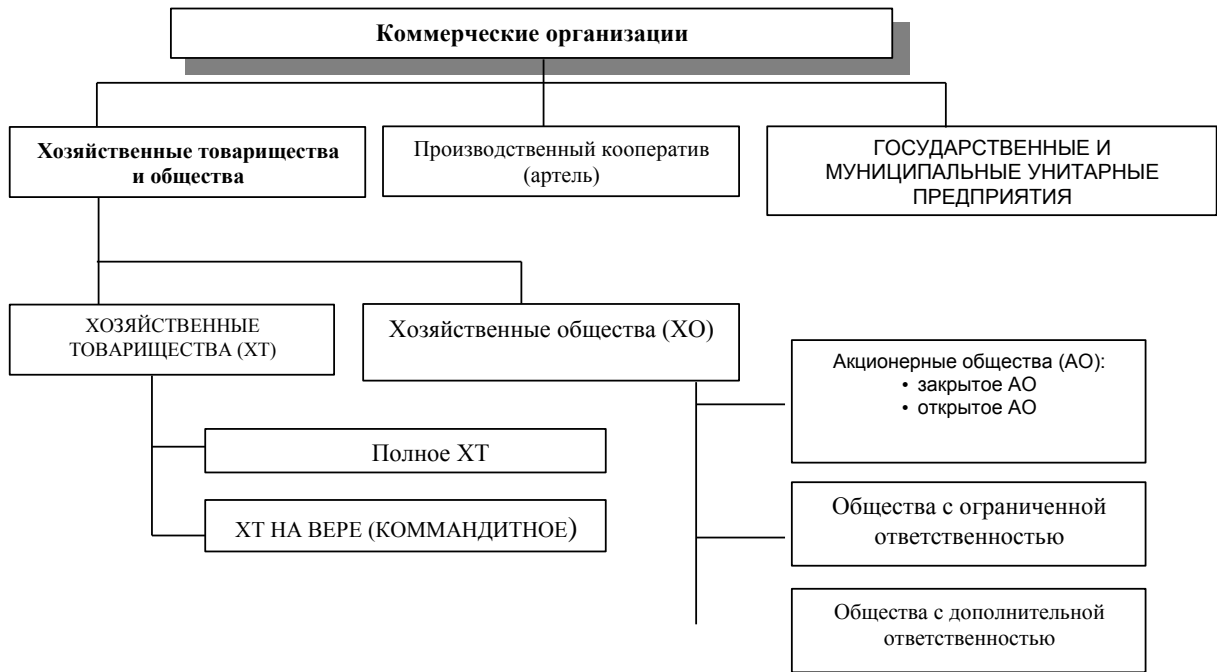 Коммерческие организации
Хозяйственные товарищества
и общества
Производственный кооператив
(артель)
ГОСУДАРСТВЕННЫЕ И
МУНИЦИПАЛЬНЫЕ УНИТАРНЫЕ
ПРЕДПРИЯТИЯ
ХОЗЯЙСТВЕННЫЕ
ТОВАРИЩЕСТВА (ХТ)
Хозяйственные общества (ХО)
Акционерные общества (АО):
• закрытое АО
• открытое АО
Полное ХТ
ХТ НА ВЕРЕ (КОММАНДИТНОЕ)
Общества с ограниченной
ответственностью
Общества с дополнительной
ответственностью